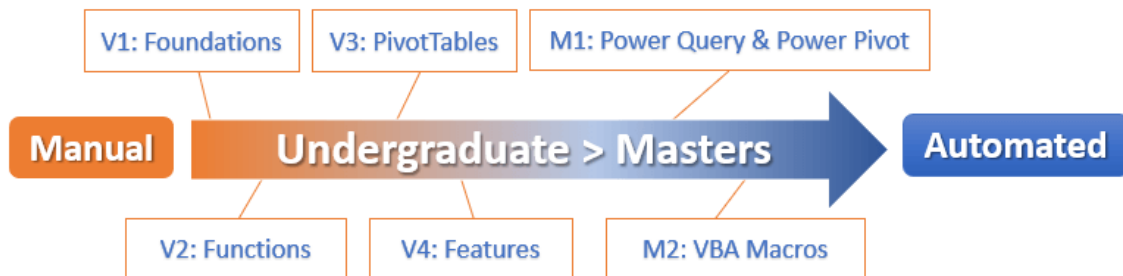 V1: Foundations
V3: PivotTables
M1: Power Query & Power Pivot
Manual
Undergraduate > Masters
Automated
V2: Functions
V4: Features
M2: VBA Macros